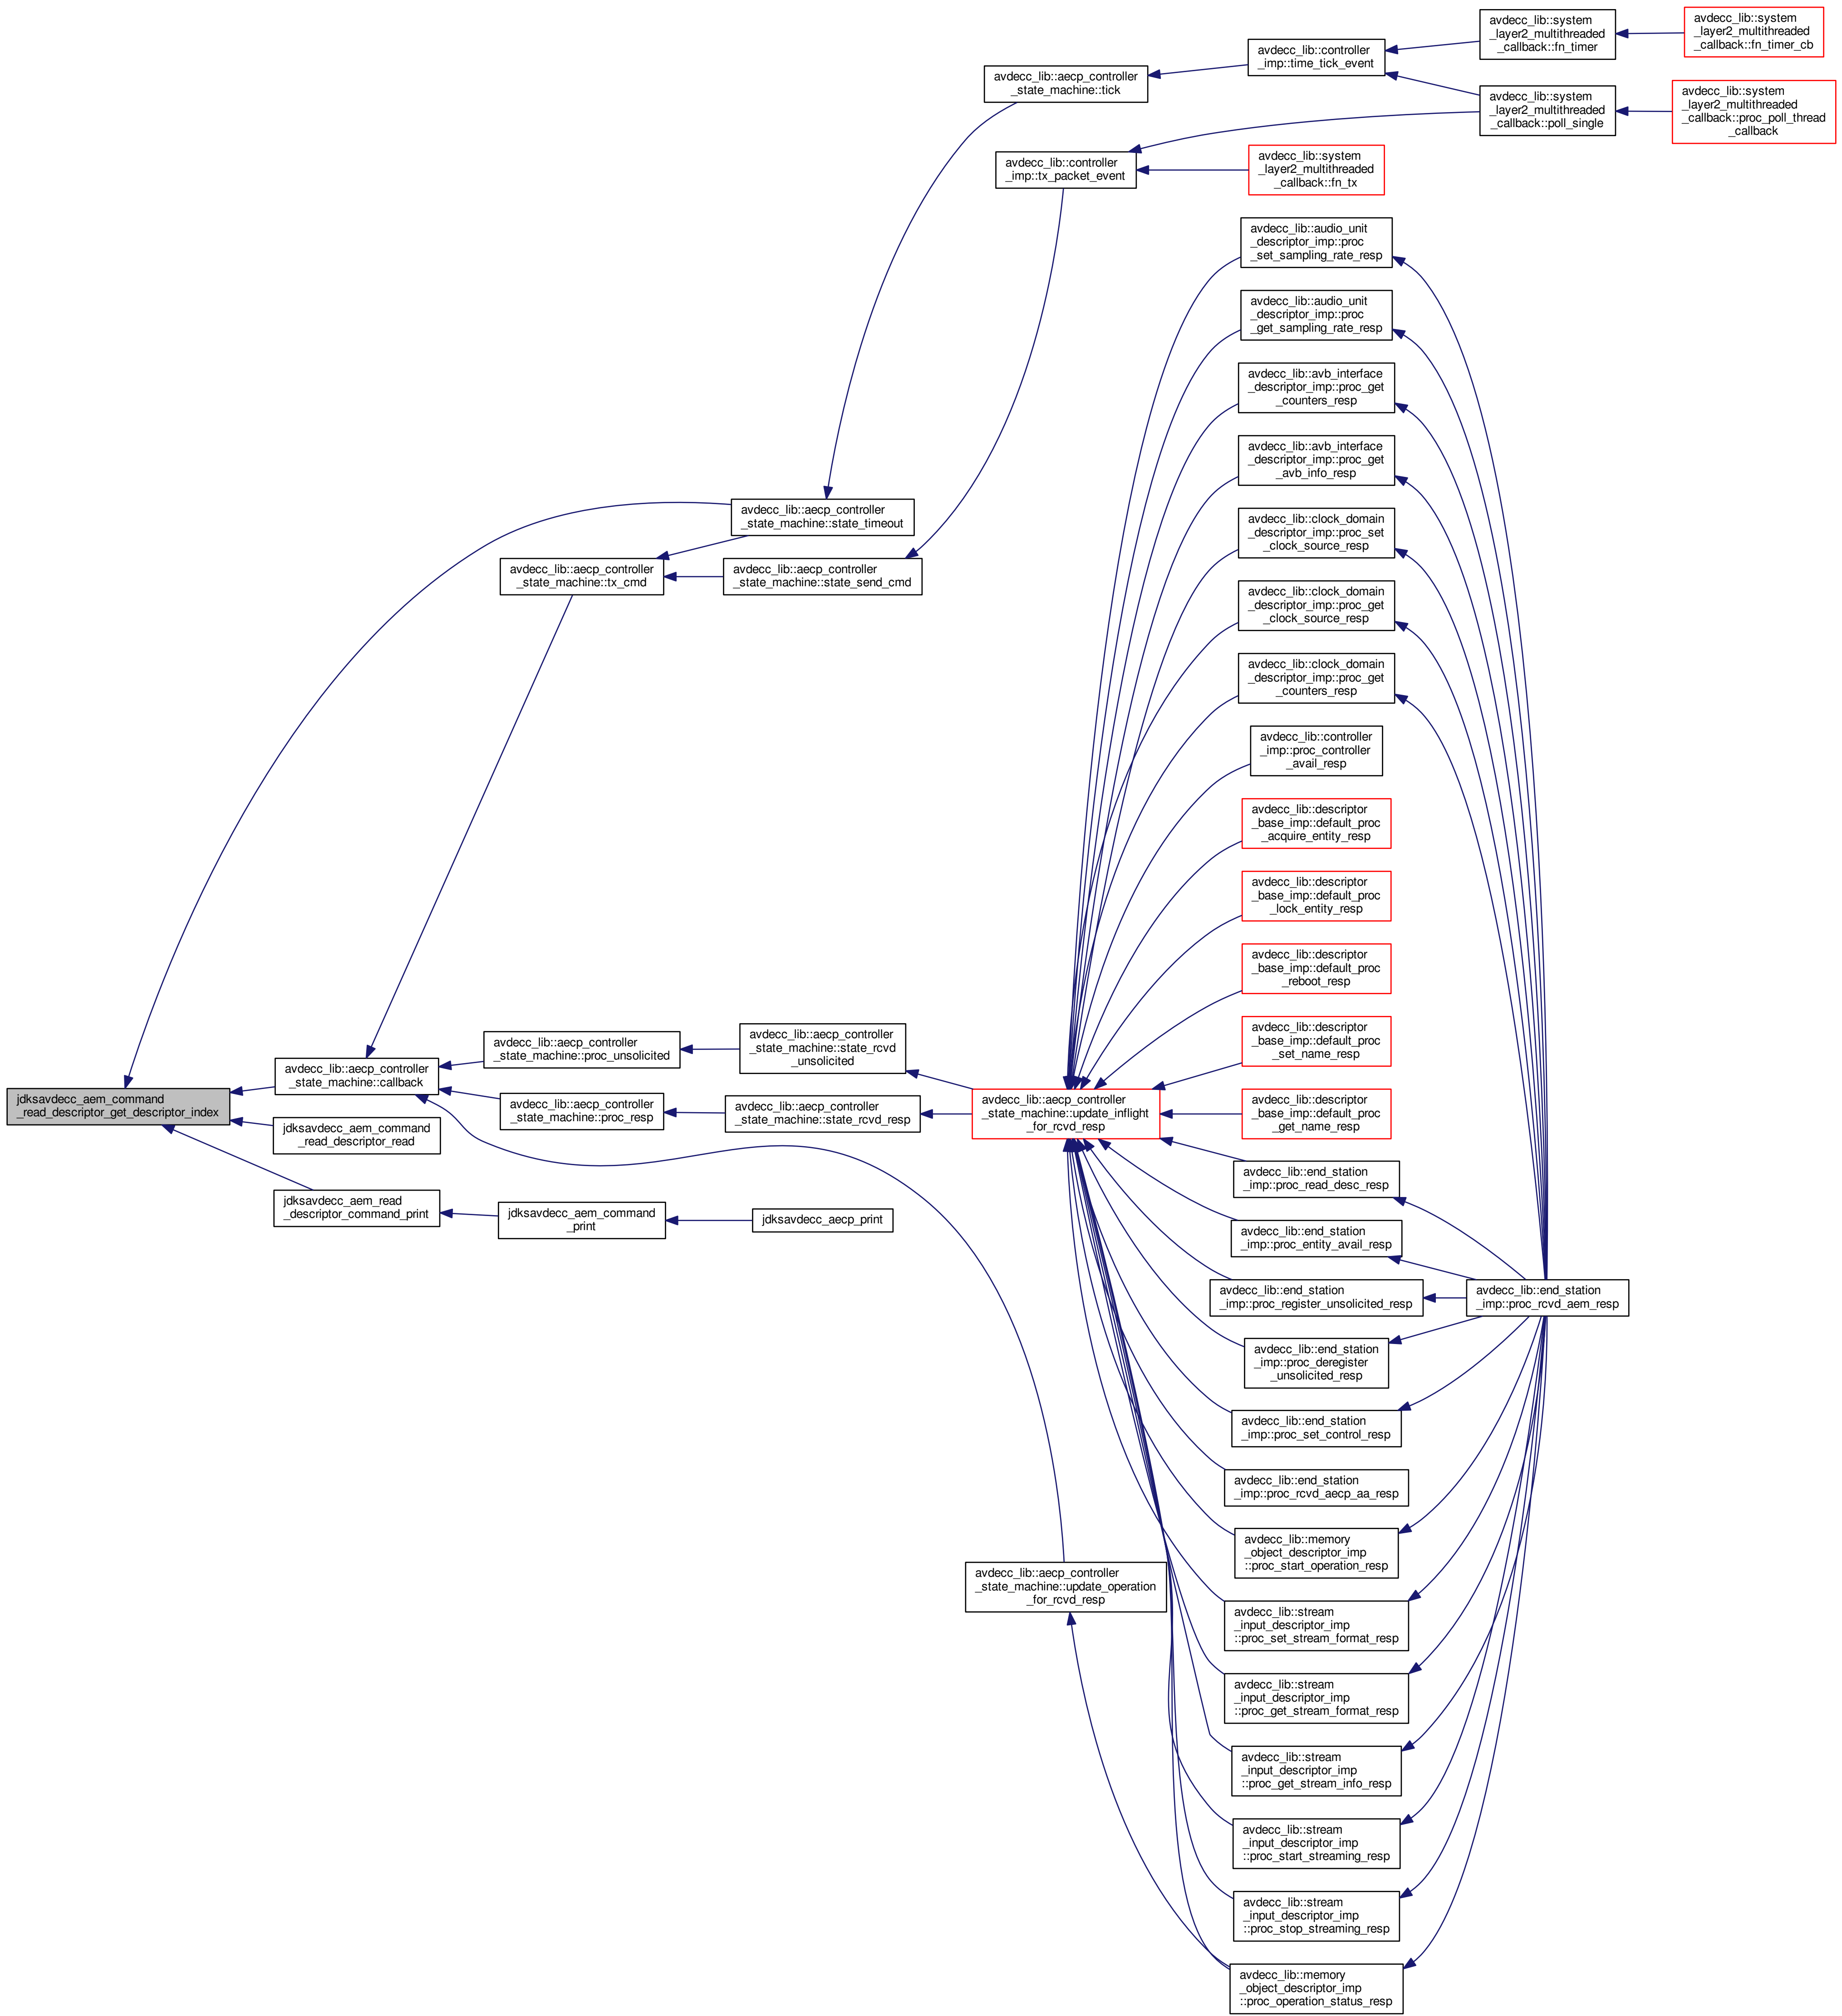 avdecc_lib::system
_layer2_multithreaded
_callback::fn_timer
avdecc_lib::system
_layer2_multithreaded
_callback::fn_timer_cb
avdecc_lib::controller
_imp::time_tick_event
avdecc_lib::aecp_controller
_state_machine::tick
avdecc_lib::system
_layer2_multithreaded
_callback::poll_single
avdecc_lib::system
_layer2_multithreaded
_callback::proc_poll_thread
_callback
avdecc_lib::controller
_imp::tx_packet_event
avdecc_lib::system
_layer2_multithreaded
_callback::fn_tx
avdecc_lib::audio_unit
_descriptor_imp::proc
_set_sampling_rate_resp
avdecc_lib::audio_unit
_descriptor_imp::proc
_get_sampling_rate_resp
avdecc_lib::avb_interface
_descriptor_imp::proc_get
_counters_resp
avdecc_lib::avb_interface
_descriptor_imp::proc_get
_avb_info_resp
avdecc_lib::aecp_controller
_state_machine::state_timeout
avdecc_lib::clock_domain
_descriptor_imp::proc_set
_clock_source_resp
avdecc_lib::aecp_controller
_state_machine::tx_cmd
avdecc_lib::aecp_controller
_state_machine::state_send_cmd
avdecc_lib::clock_domain
_descriptor_imp::proc_get
_clock_source_resp
avdecc_lib::clock_domain
_descriptor_imp::proc_get
_counters_resp
avdecc_lib::controller
_imp::proc_controller
_avail_resp
avdecc_lib::descriptor
_base_imp::default_proc
_acquire_entity_resp
avdecc_lib::descriptor
_base_imp::default_proc
_lock_entity_resp
avdecc_lib::descriptor
_base_imp::default_proc
_reboot_resp
avdecc_lib::descriptor
_base_imp::default_proc
_set_name_resp
avdecc_lib::aecp_controller
_state_machine::proc_unsolicited
avdecc_lib::aecp_controller
_state_machine::state_rcvd
_unsolicited
avdecc_lib::aecp_controller
_state_machine::callback
jdksavdecc_aem_command
_read_descriptor_get_descriptor_index
avdecc_lib::aecp_controller
_state_machine::proc_resp
avdecc_lib::aecp_controller
_state_machine::state_rcvd_resp
avdecc_lib::aecp_controller
_state_machine::update_inflight
_for_rcvd_resp
avdecc_lib::descriptor
_base_imp::default_proc
_get_name_resp
jdksavdecc_aem_command
_read_descriptor_read
avdecc_lib::end_station
_imp::proc_read_desc_resp
jdksavdecc_aem_read
_descriptor_command_print
jdksavdecc_aem_command
_print
jdksavdecc_aecp_print
avdecc_lib::end_station
_imp::proc_entity_avail_resp
avdecc_lib::end_station
_imp::proc_register_unsolicited_resp
avdecc_lib::end_station
_imp::proc_rcvd_aem_resp
avdecc_lib::end_station
_imp::proc_deregister
_unsolicited_resp
avdecc_lib::end_station
_imp::proc_set_control_resp
avdecc_lib::end_station
_imp::proc_rcvd_aecp_aa_resp
avdecc_lib::memory
_object_descriptor_imp
::proc_start_operation_resp
avdecc_lib::aecp_controller
_state_machine::update_operation
_for_rcvd_resp
avdecc_lib::stream
_input_descriptor_imp
::proc_set_stream_format_resp
avdecc_lib::stream
_input_descriptor_imp
::proc_get_stream_format_resp
avdecc_lib::stream
_input_descriptor_imp
::proc_get_stream_info_resp
avdecc_lib::stream
_input_descriptor_imp
::proc_start_streaming_resp
avdecc_lib::stream
_input_descriptor_imp
::proc_stop_streaming_resp
avdecc_lib::memory
_object_descriptor_imp
::proc_operation_status_resp